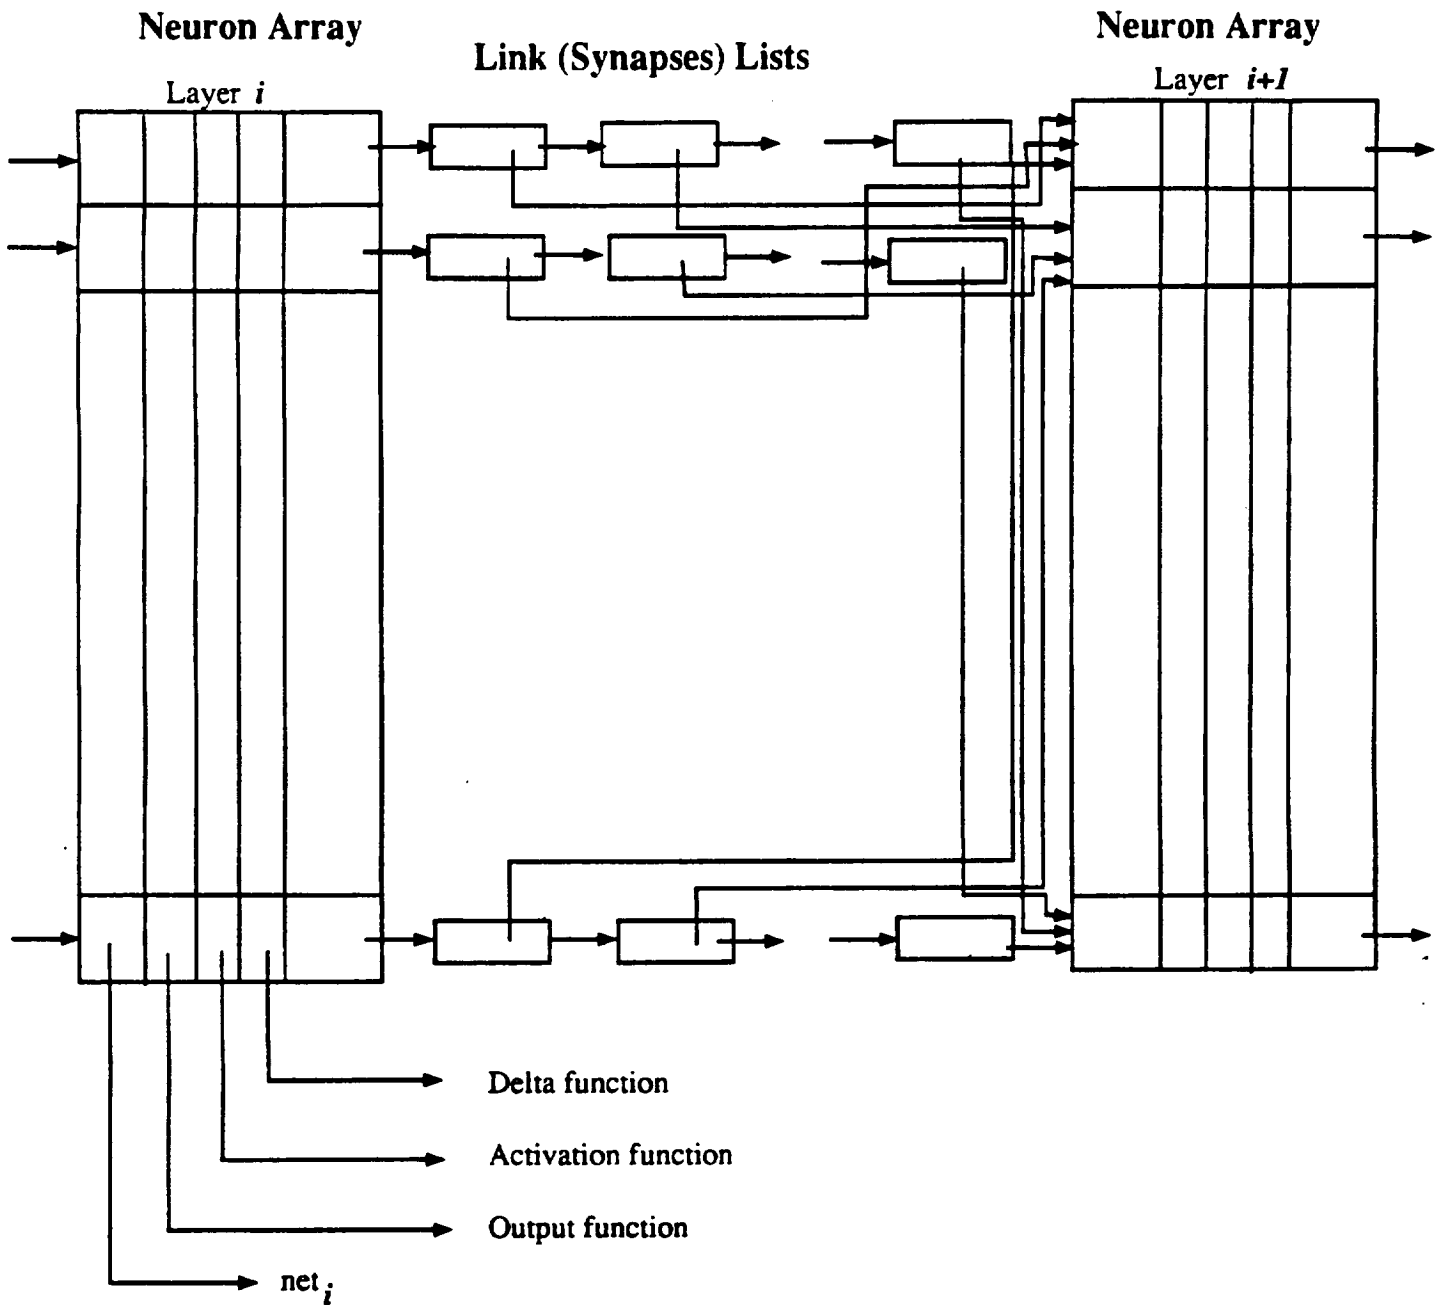 Neuron Array
Link (Synapses) Lists
Neuron Array
Layer i
Layer i+1
Delta function
Activation function
Output function
net i